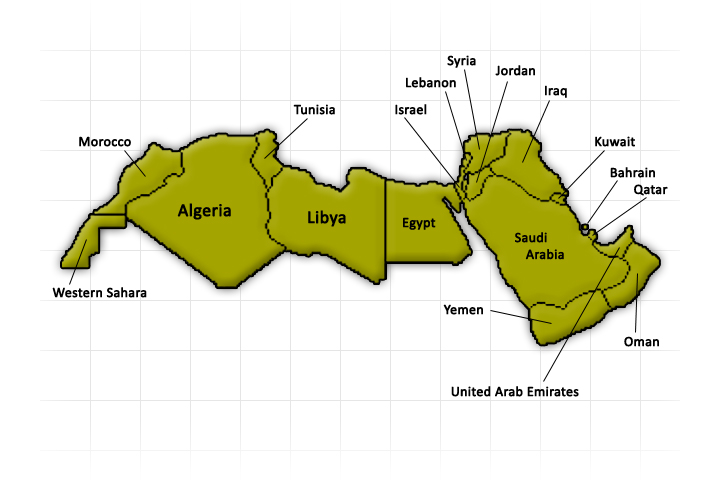 Syria
Jordan
Lebanon
Iraq
Israel
Tunisia
Morocco
Kuwait
Bahrain
Qatar
Algeria
Libya
Egypt
Saudi
Arabia
Western Sahara
Yemen
Oman
United Arab Emirates